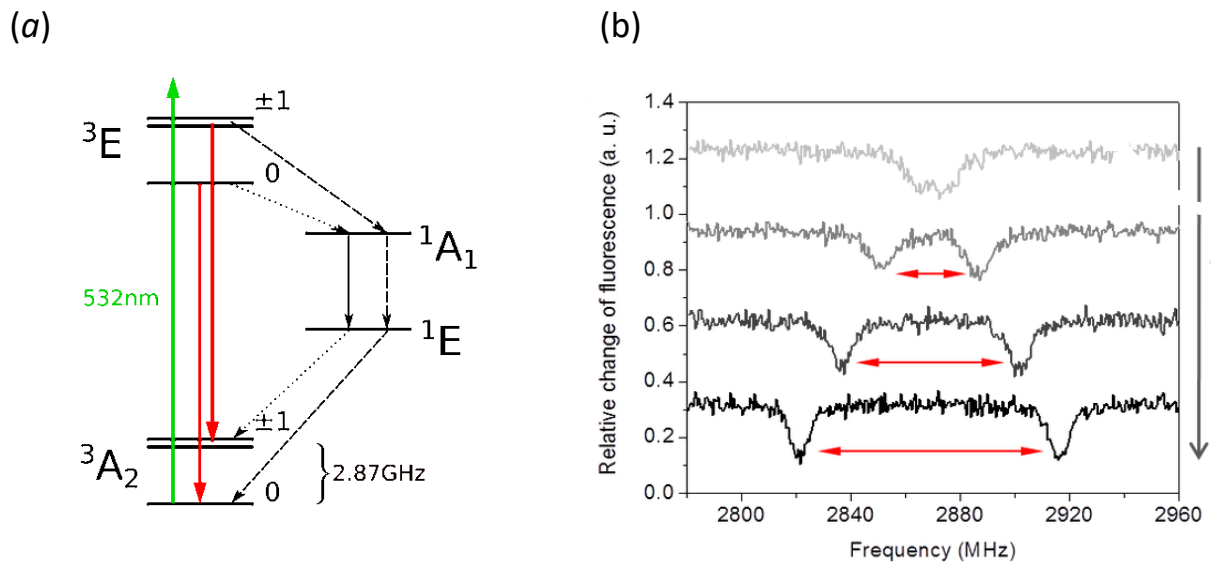 (a)
(b)
±1
³E
0
¹A₁
532nm
¹E
±1
³A₂
2.87GHz
0
Relative change of fluorescence (a. u.)
1.4
1.2
1.0
0.8
0.6
0.4
0.2
0.0
2800 2840 2880 2920 2960
Frequency (MHz)